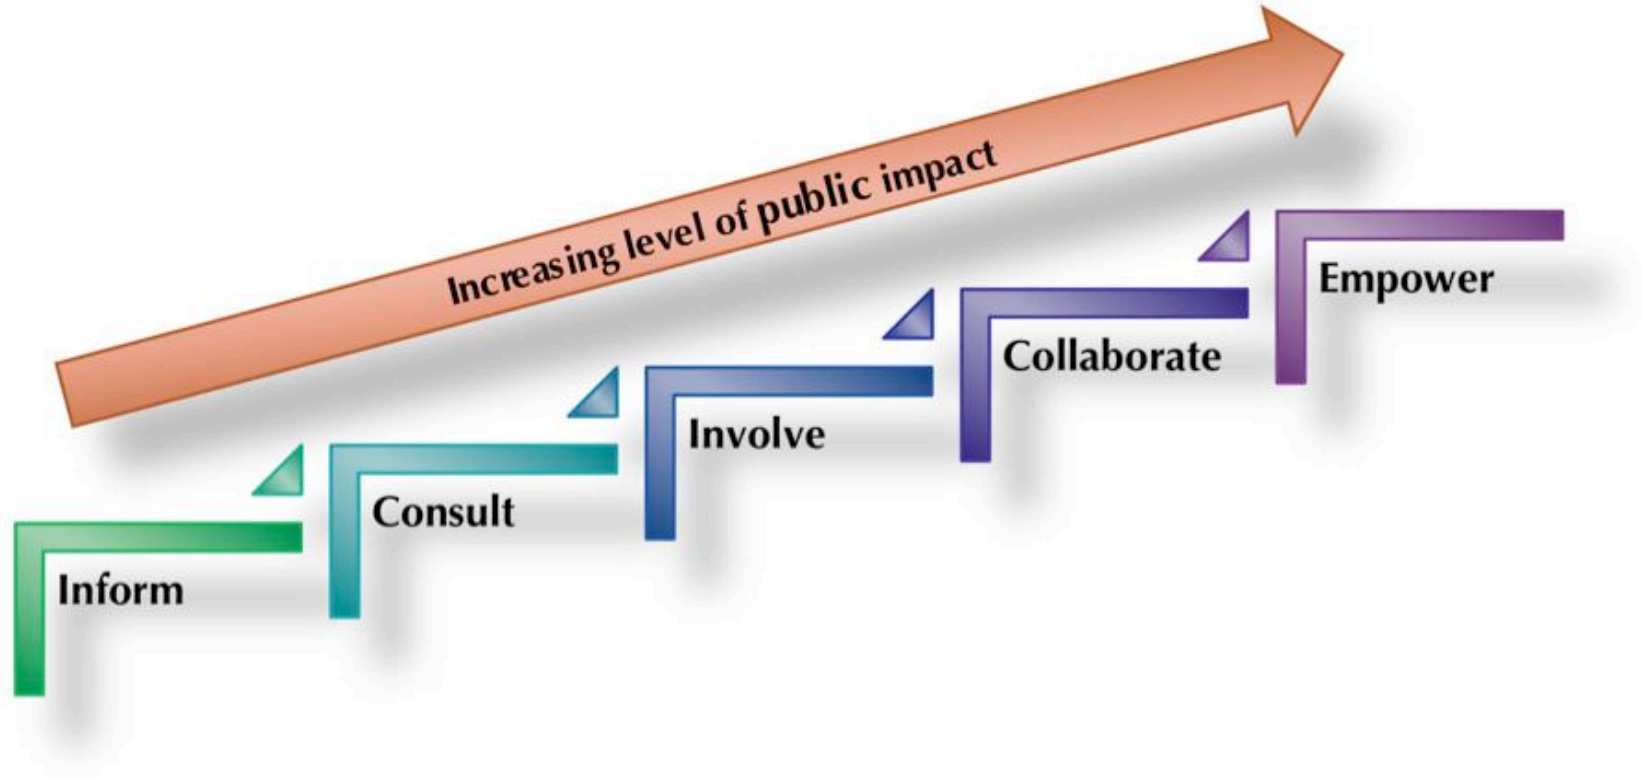 Increasing level of public impact
Empower
Collaborate
Involve
Consult
Inform